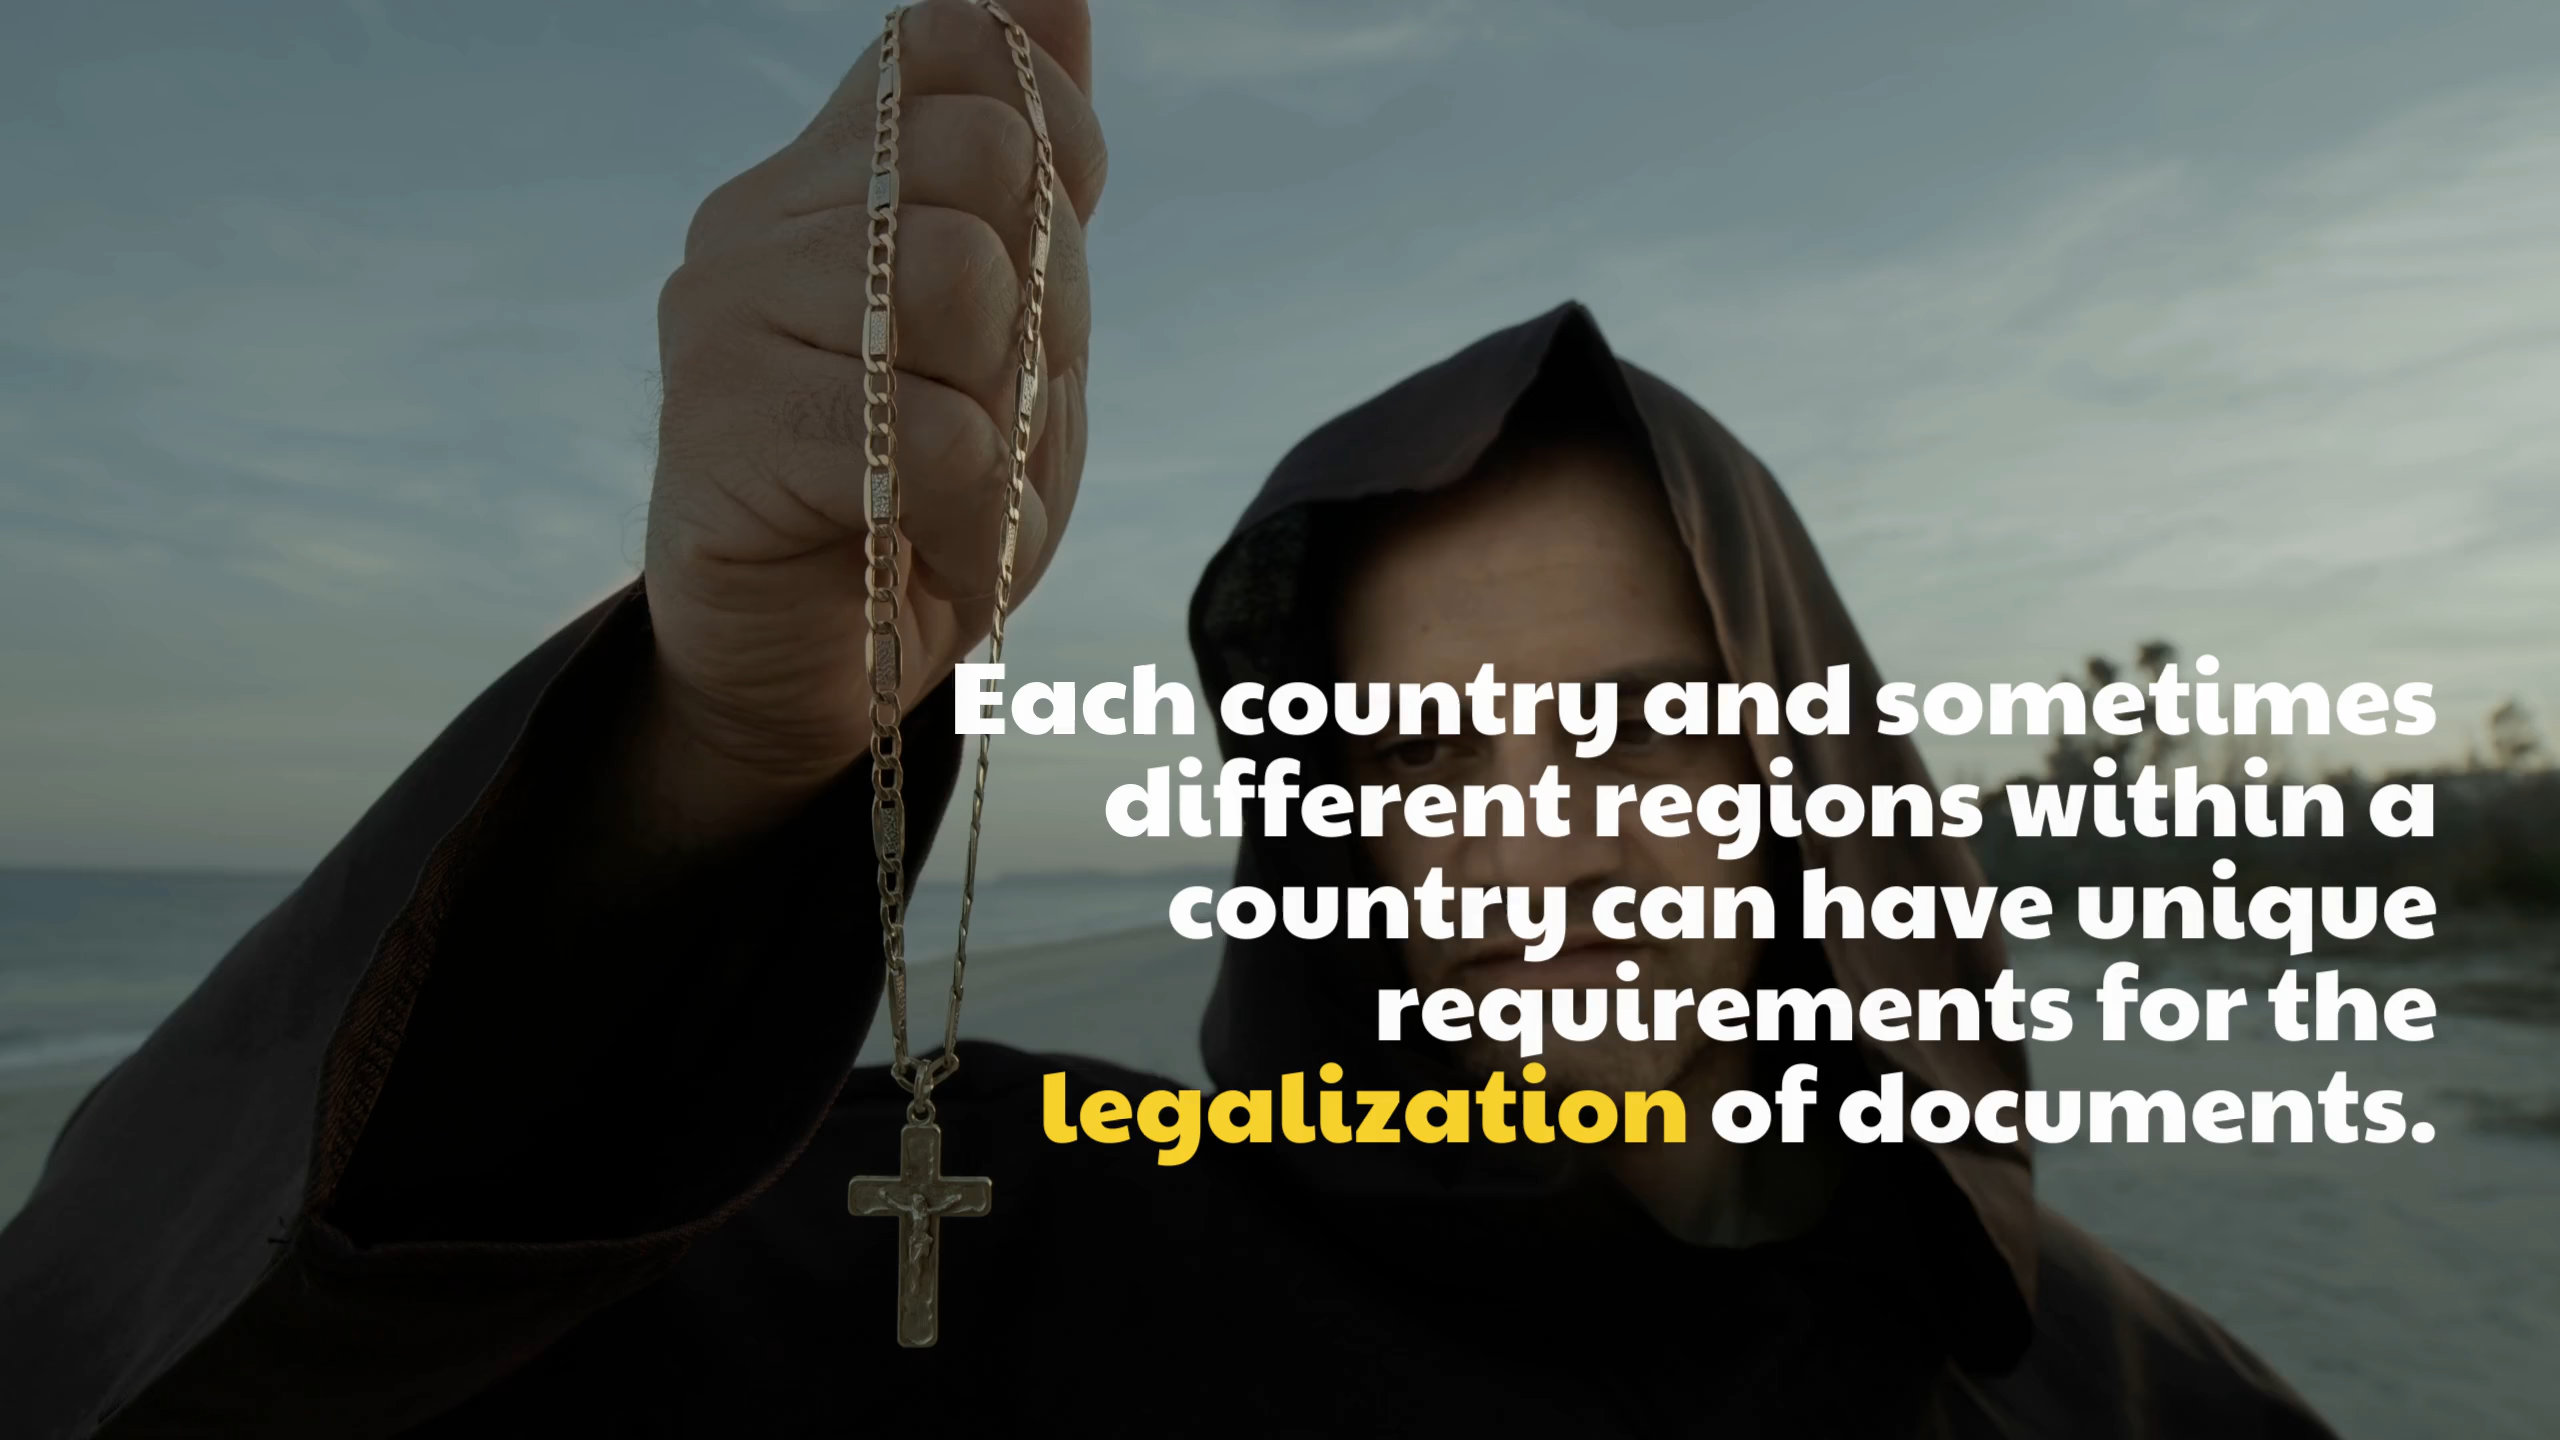 Each country and sometimes
different regions within a
country can have unique
requirements for the
legalization of documents.